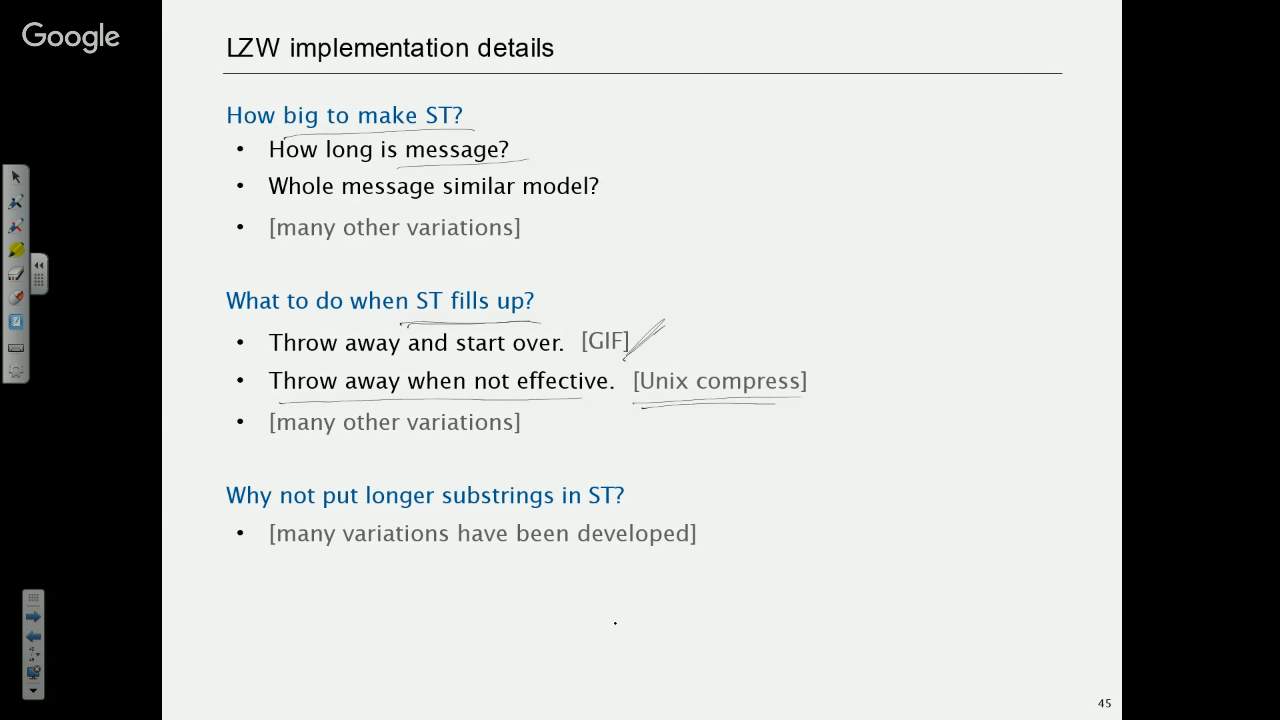 Google
LZW implementation details
How big to make ST?
• How long is message?
• Whole message similar model?
• [many other variations]
What to do when ST fills up?
• Throw away and start over. [GIF]
• Throw away when not effective. [Unix compress]
• [many other variations]
Why not put longer substrings in ST?
• [many variations have been developed]
45